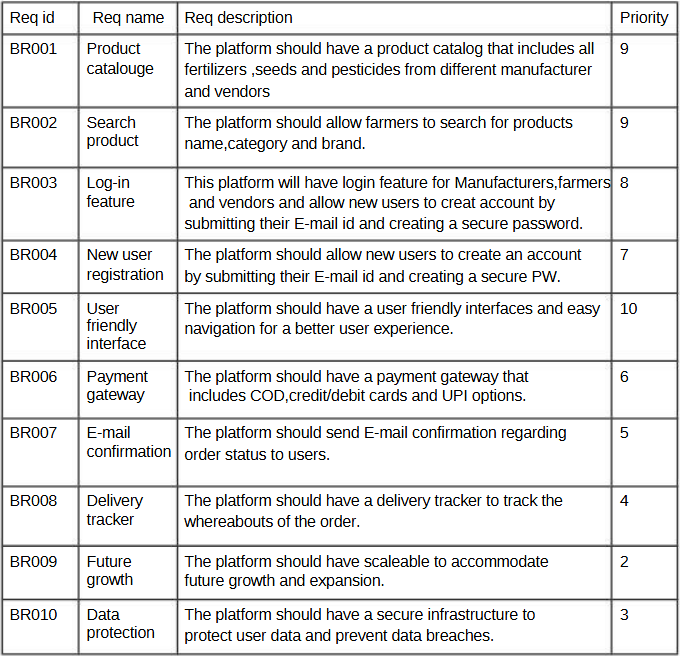 Req id Req name Req description Priority
BR001 Product The platform should have a product catalog that includes all 9
catalouge fertilizers ,seeds and pesticides from different manufacturer
and vendors
BR002 Search The platform should allow farmers to search for products 9
product name,category and brand.
BR003 Log-in This platform will have login feature for Manufacturers,farmers 8
feature and vendors and allow new users to creat account by
submitting their E-mail id and creating a secure password.
BR004 New user The platform should allow new users to create an account 7
registration by submitting their E-mail id and creating a secure PW.
BR005 User The platform should have a user friendly interfaces and easy 10
friendly navigation for a better user experience.
interface
BR006 Payment The platform should have a payment gateway that 6
gateway includes COD,credit/debit cards and UPI options.
BR007 E-mail The platform should send E-mail confirmation regarding 5
confirmation order status to users.
BR008 Delivery The platform should have a delivery tracker to track the 4
tracker whereabouts of the order.
BR009 Future The platform should have scaleable to accommodate 2
growth future growth and expansion.
BR010 Data The platform should have a secure infrastructure to 3
protection protect user data and prevent data breaches.